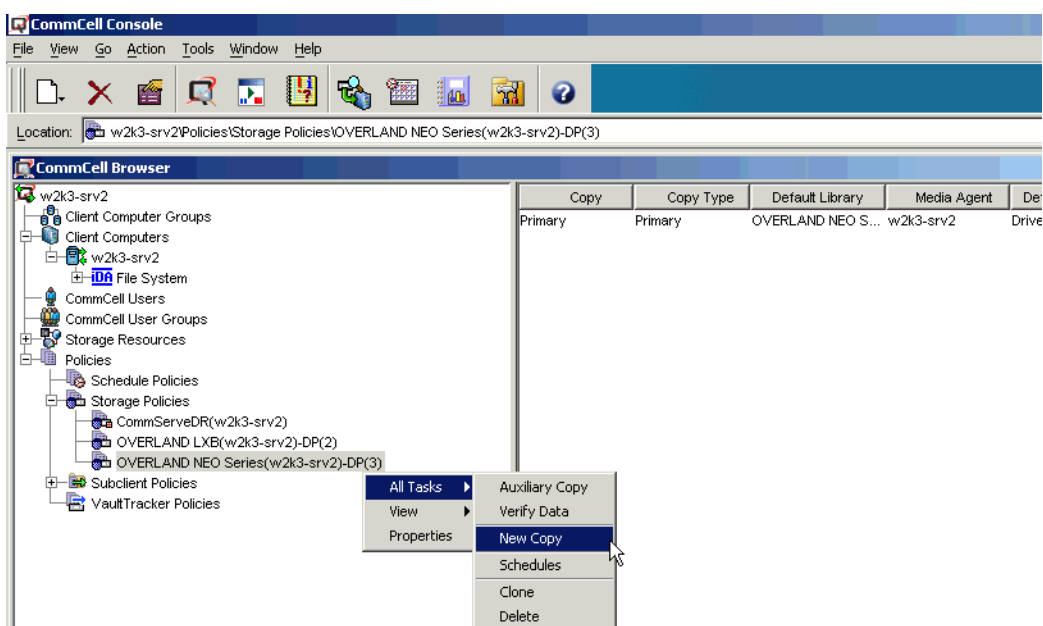 CommCell Console
File View Go Action Tools Window Help
Location: w2k3-srv2\Policies\Storage Policies\OVERLAND NEO Series(w2k3-srv2)-DP(3)
CommCell Browser
w2k3-srv2
Client Computer Groups
Client Computers
w2k3-srv2
iDA File System
CommCell Users
CommCell User Groups
Storage Resources
Policies
Schedule Policies
Storage Policies
CommServeDR(w2k3-srv2)
OVERLAND LXB(w2k3-srv2)-DP(2)
OVERLAND NEO Series(w2k3-srv2)-DP(3)
Subclient Policies
VaultTracker Policies
Copy Copy Type Default Library Media Agent De
Primary Primary OVERLAND NEO S... w2k3-srv2 Drive
All Tasks
View
Properties
Auxiliary Copy
Verify Data
New Copy
Schedules
Clone
Delete